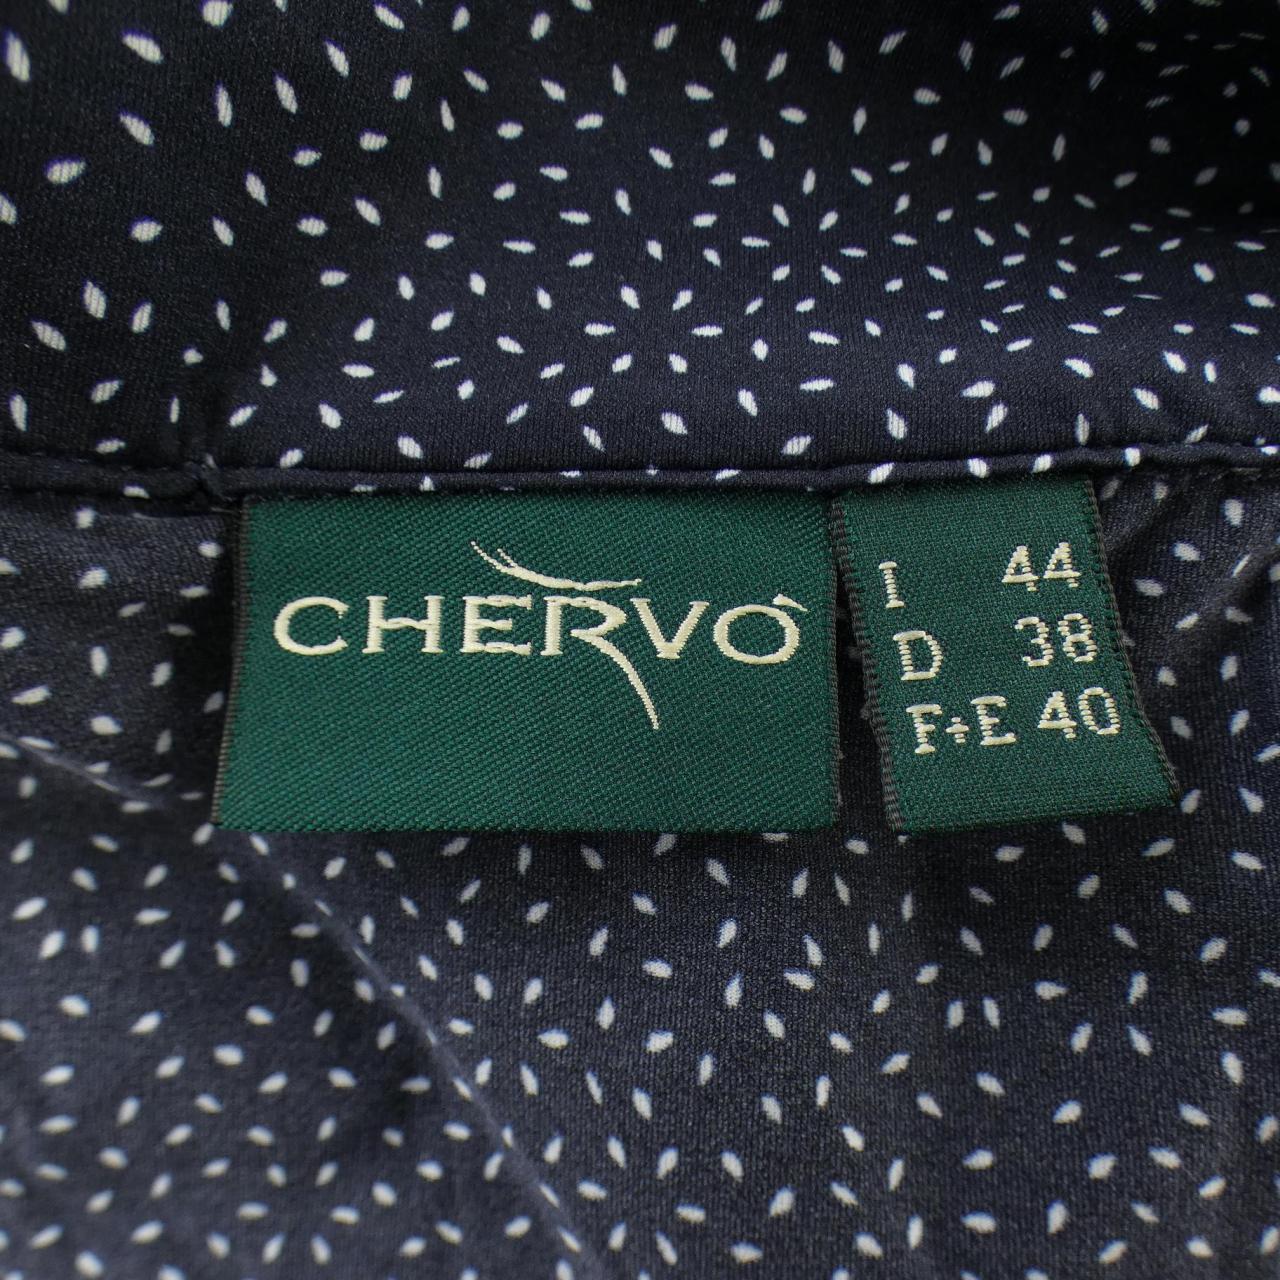 CHERVÒ
I 44
D 38
F+E 40